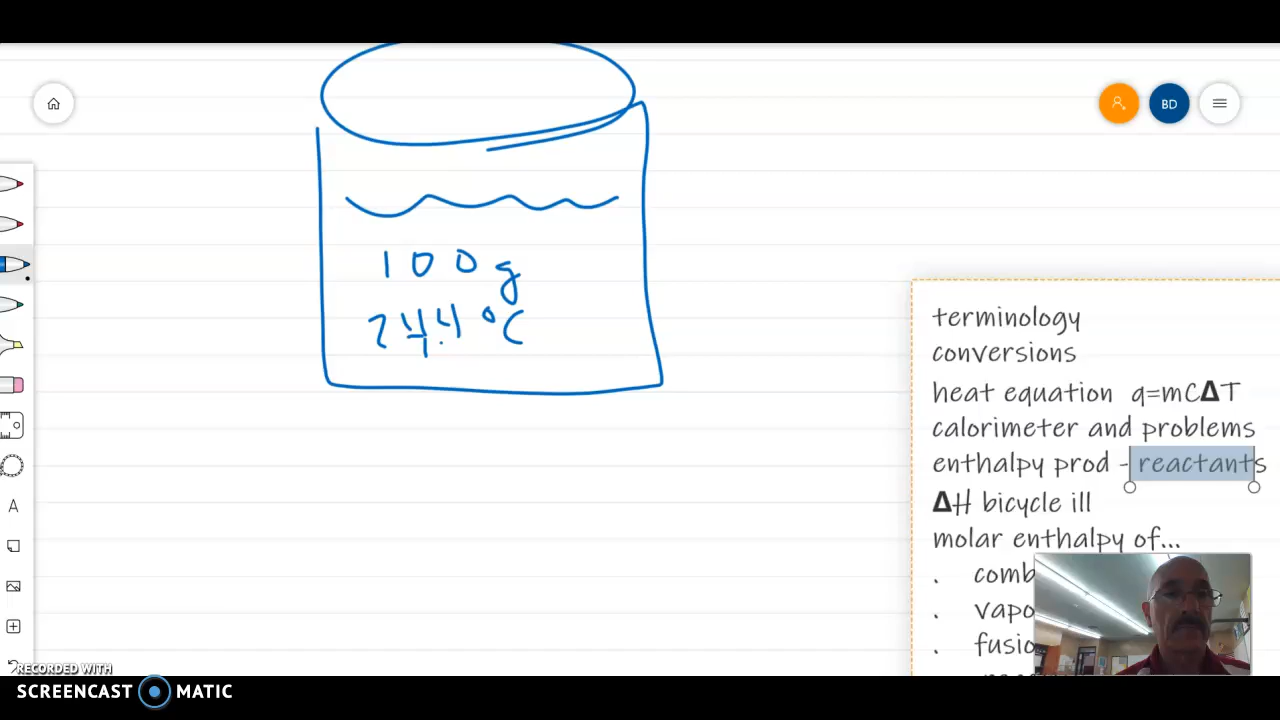 BD
100g
24.4°C
terminology
conversions
heat equation q=mCΔT
calorimeter and problems
enthalpy prod - reactants
ΔH bicycle ill
molar enthalpy of...
. comb
. vapo
. fusio
A
RECORDED WITH
SCREENCAST MATIC